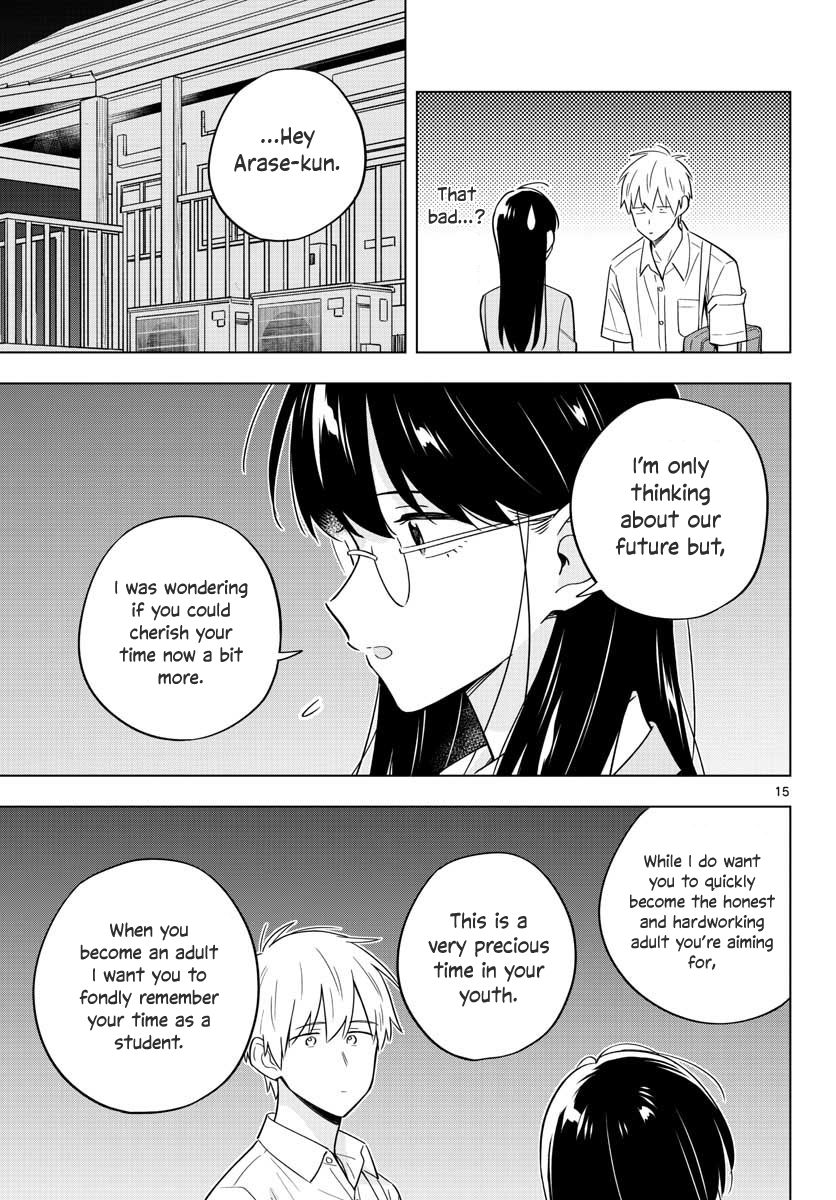 That
bad...?
...Hey
Arase-kun.
I'm only
thinking
about our
future but,
I was wondering
if you could
cherish your
time now a bit
more.
15
While I do want
you to quickly
become the honest
and hardworking
adult you're aiming
for,
This is a
very precious
time in your
youth.
When you
become an adult
I want you to
fondly remember
your time as a
student.